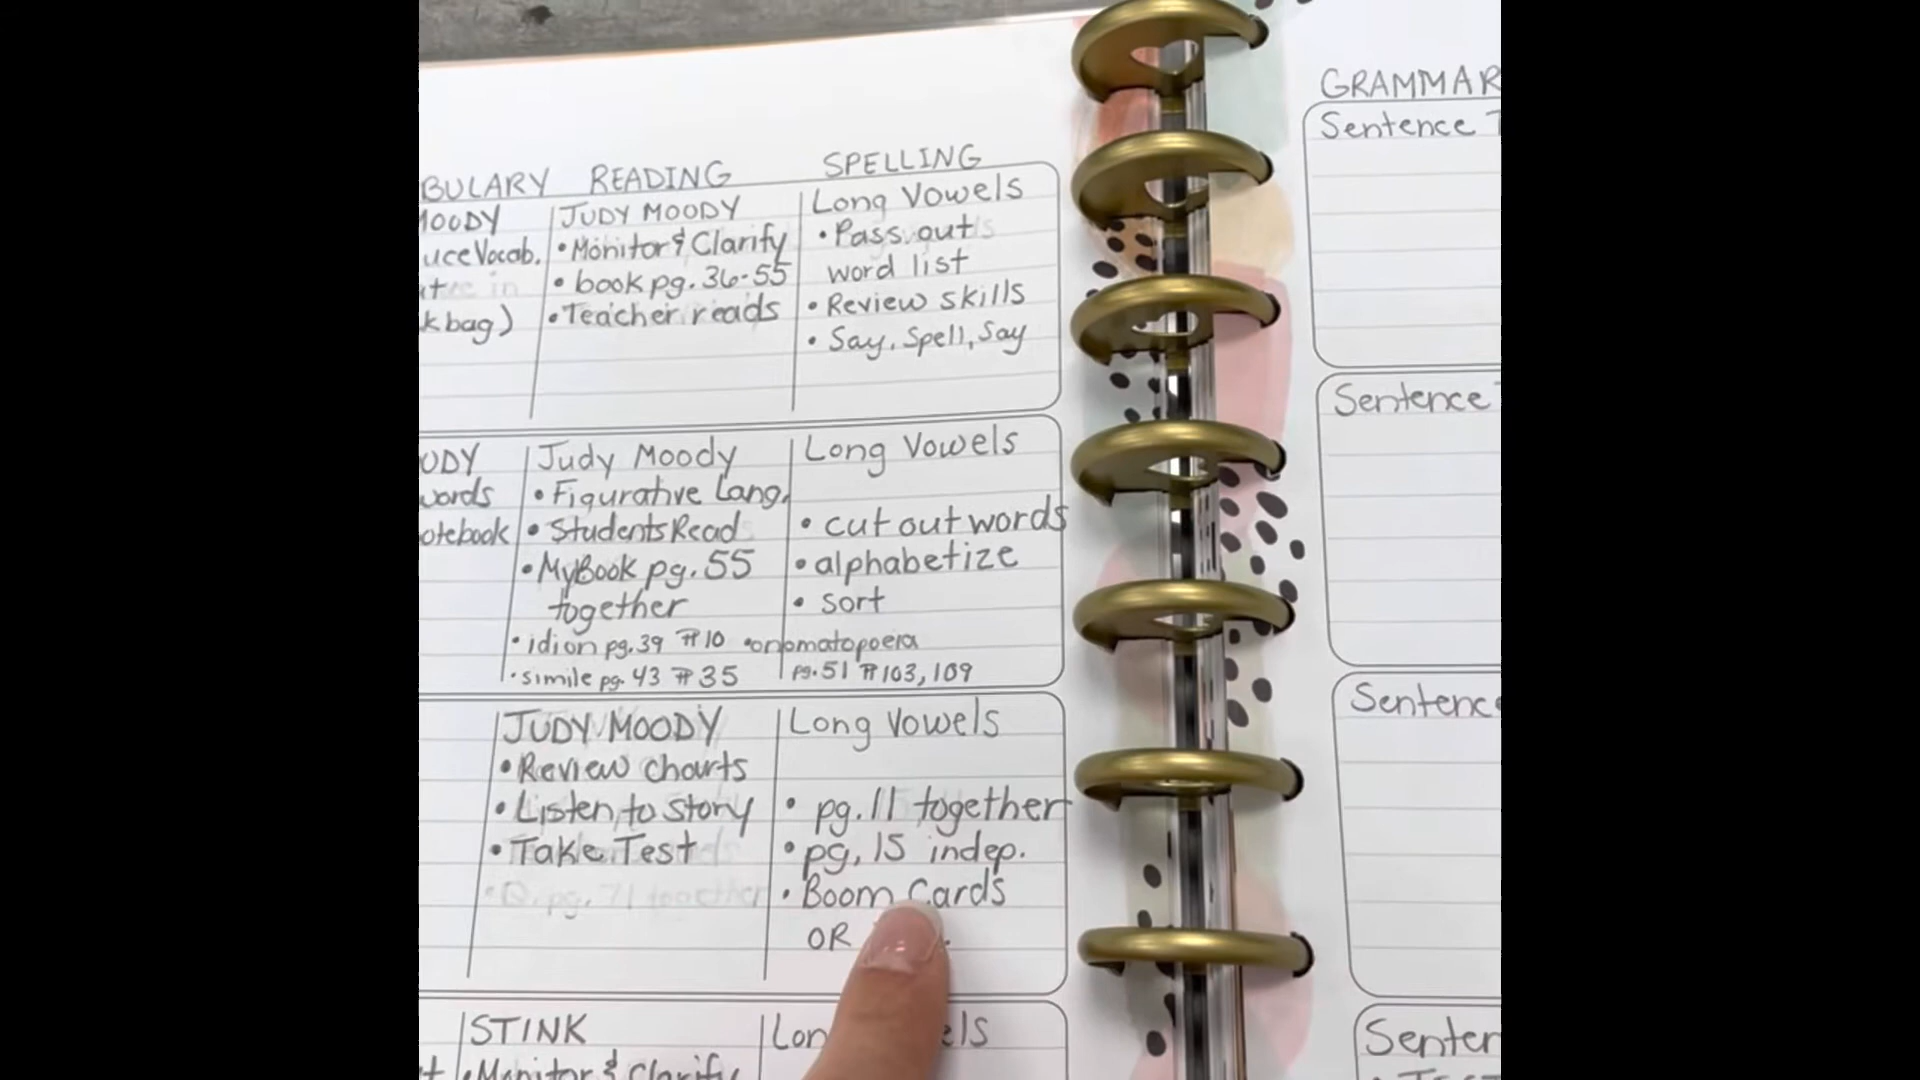 BULARY READING SPELLING
MOODY
uce Vocab.
kbag)
JUDY MOODY
• Monitor & Clarify
• book pg. 36-55
• Teacher reads
Long Vowels
• Pass out
word list
• Review skills
• Say, Spell, Say
ODY
words
otebook
Judy Moody
• Figurative Lang.
• Students Read
• MyBook pg. 55
together
• idion pg. 39 ¶10 • onomatopoeia
• simile pg. 43 ¶35 pg. 51 ¶103, 109
Long Vowels
• cut out words
• alphabetize
• sort
JUDY MOODY
• Review charts
• Listen to Story
• Take Test
Long Vowels
• pg. 11 together
• pg. 15 indep.
• Boom Cards
OR
STINK
• Monitor & Clarify
Lon els
GRAMMAR
Sentence T
Sentence
Sentenc
Senten